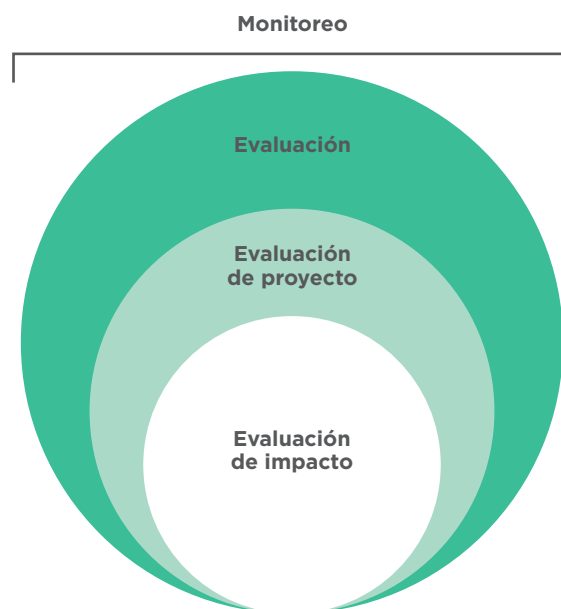 Monitoreo
Evaluación
Evaluación
de proyecto
Evaluación
de impacto